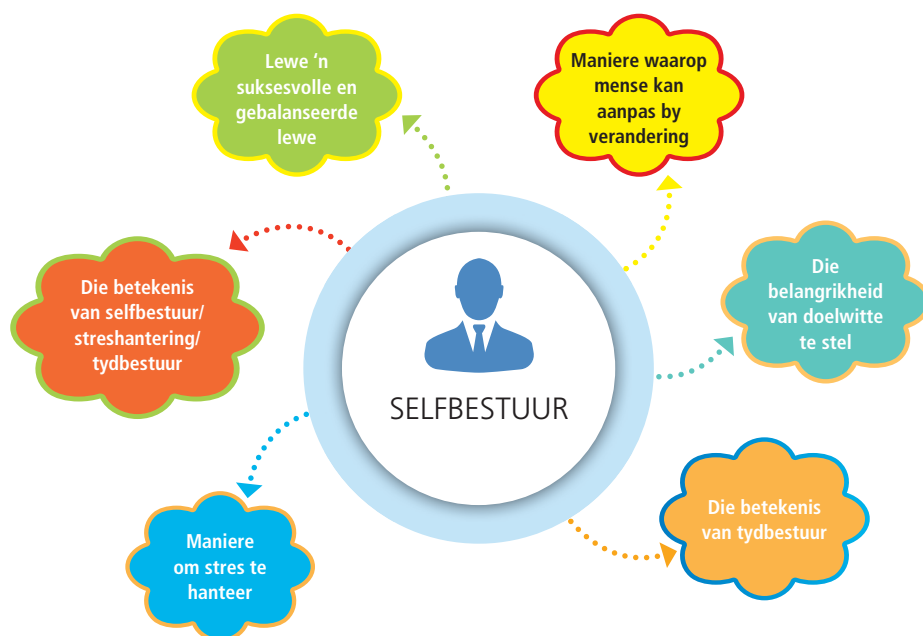 Lewe 'n
suksesvolle en
gebalanseerde
lewe
Maniere waarop
mense kan
aanpas by
verandering
Die betekenis
van selfbestuur/
streshantering/
tydbestuur
Die
belangrikheid
van doelwitte
te stel
SELFBESTUUR
Maniere
om stres te
hanteer
Die betekenis
van tydbestuur